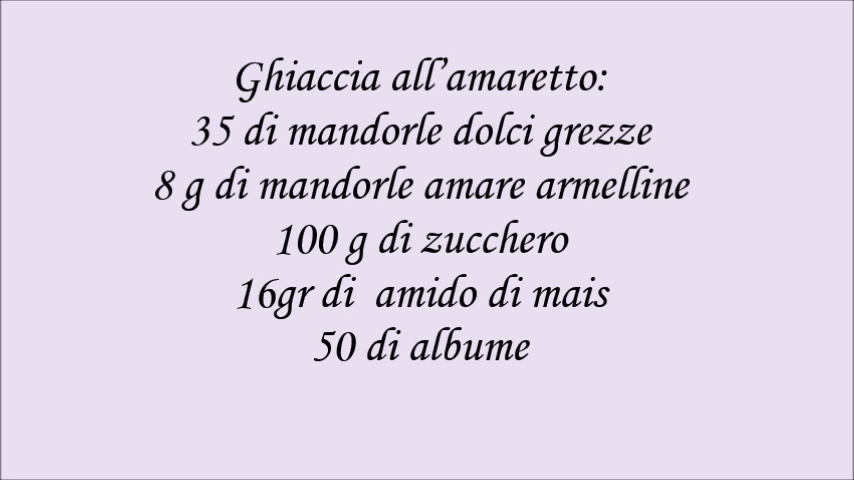 Ghiaccia all’amaretto:
35 di mandorle dolci grezze
8 g di mandorle amare armelline
100 g di zucchero
16gr di  amido di mais
50 di albume